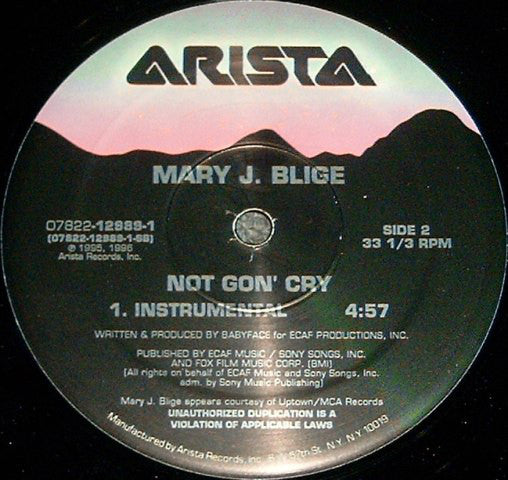 ARISTA
MARY J. BLIGE
07822-12989-1
(07822-12989-1-SB)
℗ 1995, 1996
Arista Records, Inc.
SIDE 2
33 1/3 RPM
NOT GON' CRY
1. INSTRUMENTAL 4:57
WRITTEN & PRODUCED BY BABYFACE for ECAF PRODUCTIONS, INC.
PUBLISHED BY ECAF MUSIC / SONY SONGS, INC.
AND FOX FILM MUSIC CORP. (BMI)
(All rights on behalf of ECAF Music and Sony Songs, Inc.
adm. by Sony Music Publishing)
Mary J. Blige appears courtesy of Uptown/MCA Records
UNAUTHORIZED DUPLICATION IS A
VIOLATION OF APPLICABLE LAWS
Manufactured by Arista Records, Inc. 6 W. 57th St. N.Y. N.Y. 10019